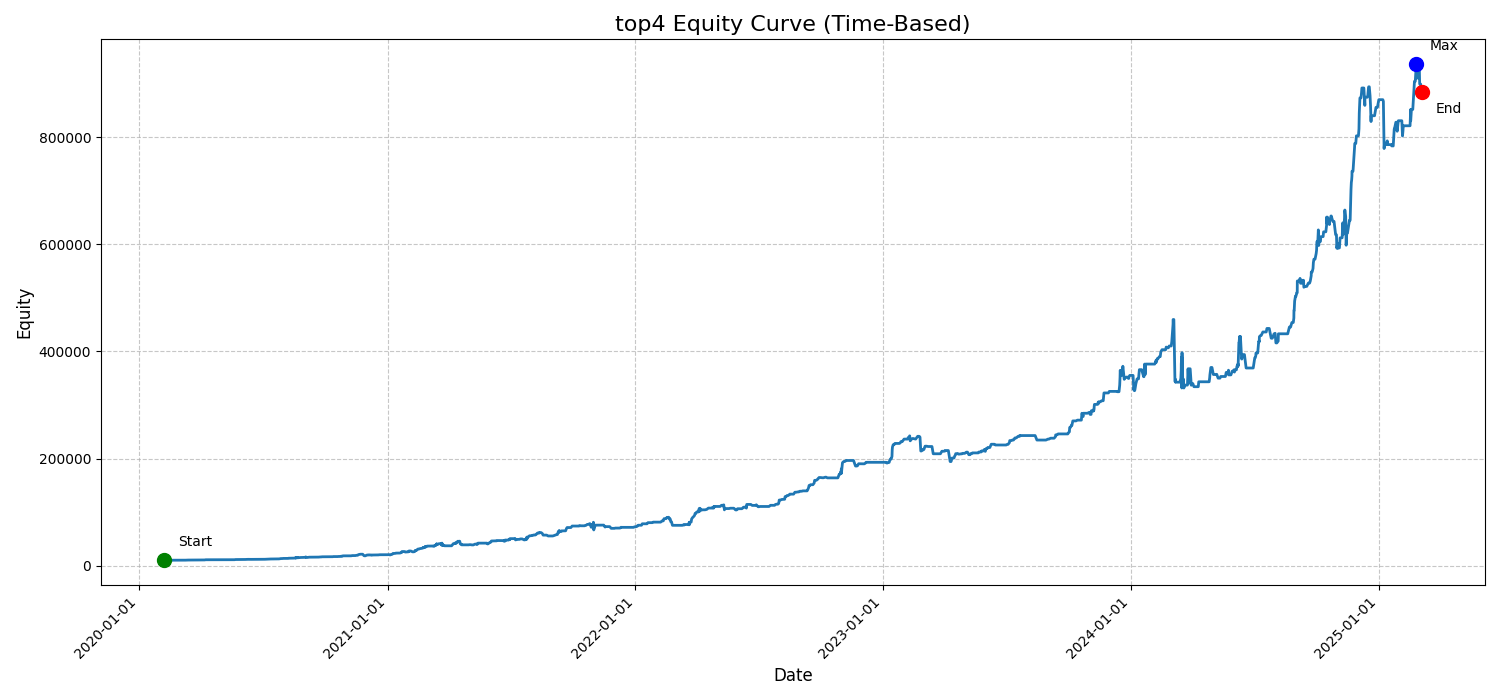 top4 Equity Curve (Time-Based)
Max
End
800000
600000
400000
200000
Start
0
Equity
2020-01-01
2021-01-01
2022-01-01
2023-01-01
2024-01-01
2025-01-01
Date